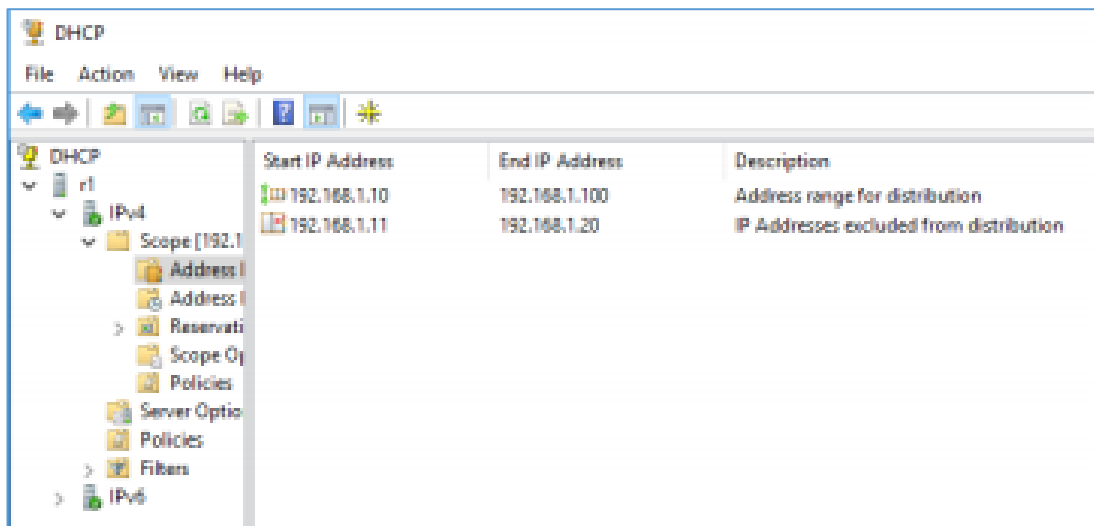 DHCP
File Action View Help
DHCP
r1
IPv4
Scope [192.1
Address
Address
Reservati
Scope Op
Policies
Server Optio
Policies
Filters
IPv6
Start IP Address End IP Address Description
192.168.1.10 192.168.1.100 Address range for distribution
192.168.1.11 192.168.1.20 IP Addresses excluded from distribution